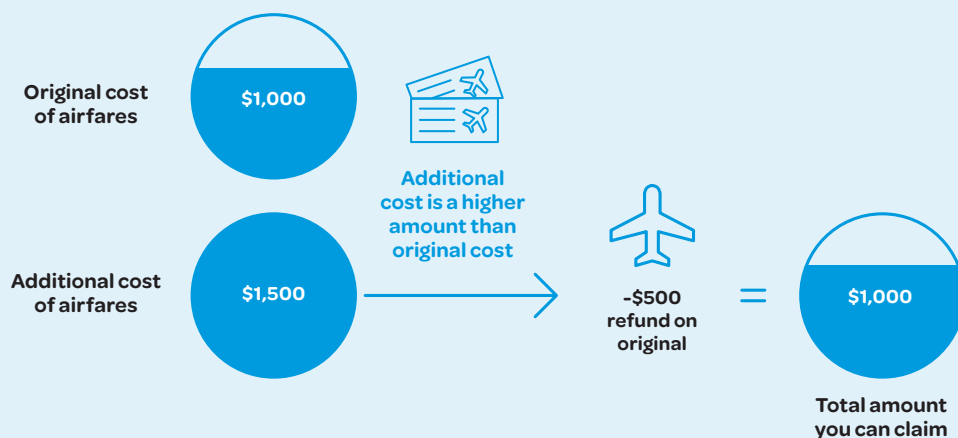 Original cost
of airfares
$1,000
Additional
cost is a higher
amount than
original cost
Additional cost
of airfares
$1,500
-$500
refund on
original
=
$1,000
Total amount
you can claim